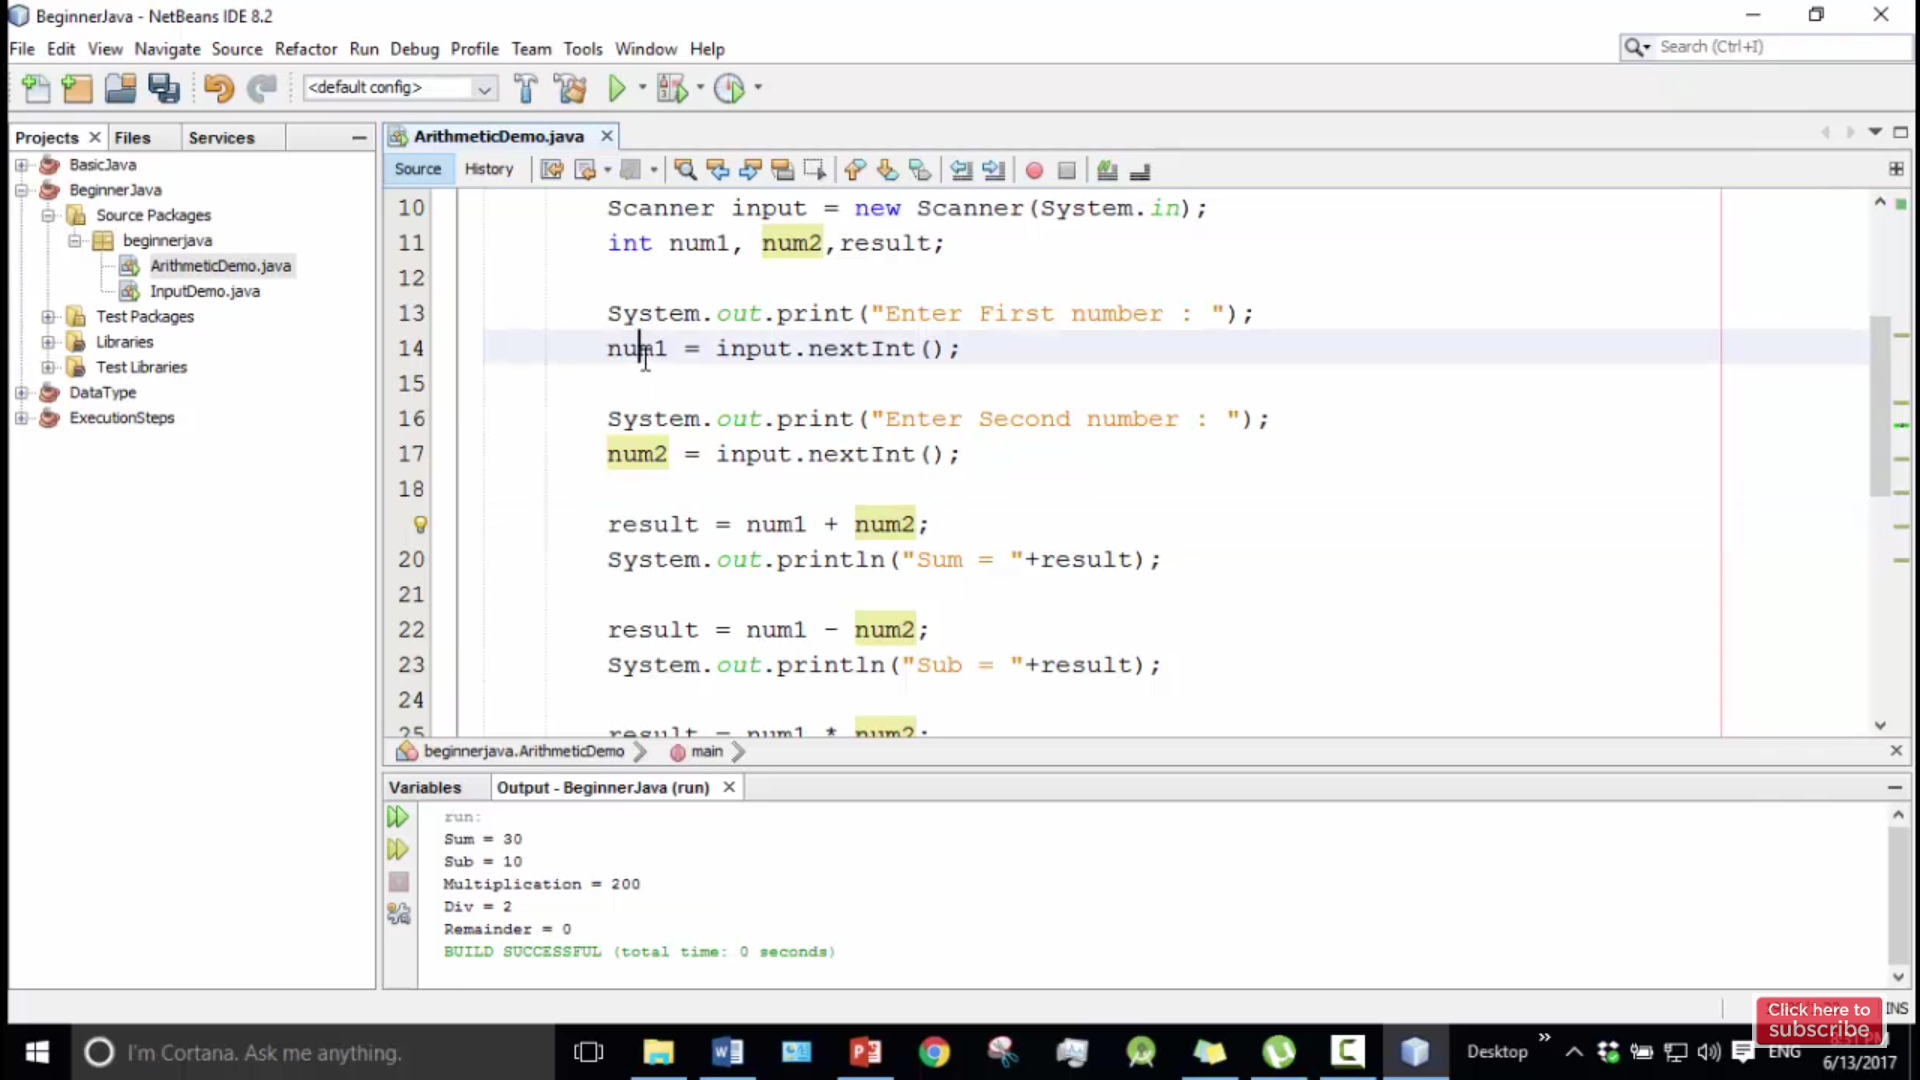 BeginnerJava - NetBeans IDE 8.2
File Edit View Navigate Source Refactor Run Debug Profile Team Tools Window Help
Search (Ctrl+I)
<default config>
Projects Files Services
ArithmeticDemo.java
BasicJava
BeginnerJava
Source Packages
beginnerjava
ArithmeticDemo.java
InputDemo.java
Test Packages
Libraries
Test Libraries
DataType
ExecutionSteps
Source History
10 Scanner input = new Scanner(System.in);
11 int num1, num2,result;
12
13 System.out.print("Enter First number : ");
14 num1 = input.nextInt();
15
16 System.out.print("Enter Second number : ");
17 num2 = input.nextInt();
18
result = num1 + num2;
20 System.out.println("Sum = "+result);
21
22 result = num1 - num2;
23 System.out.println("Sub = "+result);
24
25 result = num1 * num2;
beginnerjava.ArithmeticDemo main
Variables Output - BeginnerJava (run)
run:
Sum = 30
Sub = 10
Multiplication = 200
Div = 2
Remainder = 0
BUILD SUCCESSFUL (total time: 0 seconds)
Click here to
subscribe
INS
I'm Cortana. Ask me anything.
Desktop
ENG
6/13/2017